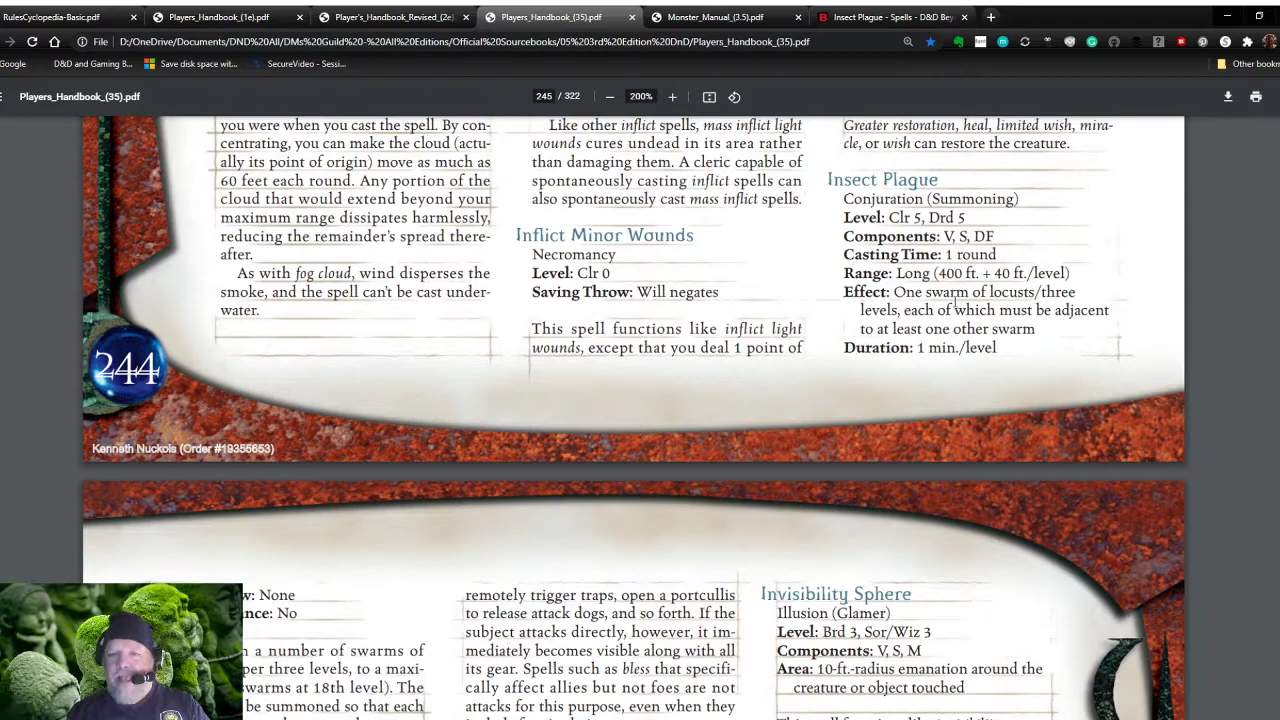 RulesCyclopedia-Basic.pdf
Players_Handbook_(1e).pdf
Player's_Handbook_Revised_(2e)
Players_Handbook_(35).pdf
Monster_Manual_(3.5).pdf
Insect Plague - Spells - D&D Bey
File
D:/OneDrive/Documents/DND%20All/DMs%20Guild%20-%20All%20Editions/Official%20Sourcebooks/05%203rd%20Edition%20DnD/Players_Handbook_(35).pdf
Google
D&D and Gaming B...
Save disk space wit...
SecureVideo - Sessi...
Other bookm
Players_Handbook_(35).pdf
245 / 322
200%
you were when you cast the spell. By con-
centrating, you can make the cloud (actu-
ally its point of origin) move as much as
60 feet each round. Any portion of the
cloud that would extend beyond your
maximum range dissipates harmlessly,
reducing the remainder's spread there-
after.
As with fog cloud, wind disperses the
smoke, and the spell can't be cast under-
water.
244
Like other inflict spells, mass inflict light
wounds cures undead in its area rather
than damaging them. A cleric capable of
spontaneously casting inflict spells can
also spontaneously cast mass inflict spells.
Inflict Minor Wounds
Necromancy
Level: Clr 0
Saving Throw: Will negates
This spell functions like inflict light
wounds, except that you deal 1 point of
Greater restoration, heal, limited wish, mira-
cle, or wish can restore the creature.
Insect Plague
Conjuration (Summoning)
Level: Clr 5, Drd 5
Components: V, S, DF
Casting Time: 1 round
Range: Long (400 ft. + 40 ft./level)
Effect: One swarm of locusts/three
levels, each of which must be adjacent
to at least one other swarm
Duration: 1 min./level
Kenneth Nuckols (Order #19355653)
w: None
ance: No
n a number of swarms of
per three levels, to a maxi-
swarms at 18th level). The
be summoned so that each
remotely trigger traps, open a portcullis
to release attack dogs, and so forth. If the
subject attacks directly, however, it im-
mediately becomes visible along with all
its gear. Spells such as bless that specifi-
cally affect allies but not foes are not
attacks for this purpose, even when they
Invisibility Sphere
Illusion (Glamer)
Level: Brd 3, Sor/Wiz 3
Components: V, S, M
Area: 10-ft.-radius emanation around the
creature or object touched